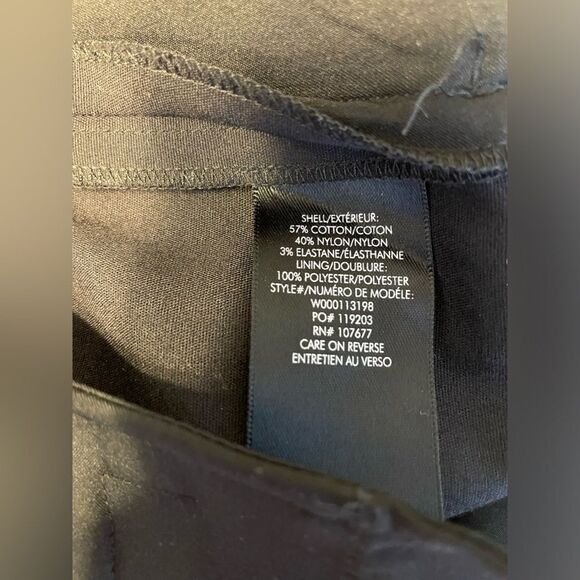 SHELL/EXTÉRIEUR:
57% COTTON/COTON
40% NYLON/NYLON
3% ELASTANE/ÉLASTHANNE
LINING/DOUBLURE:
100% POLYESTER/POLYESTER
STYLE#/NUMÉRO DE MODÉLE:
W000113198
PO# 119203
RN# 107677
CARE ON REVERSE
ENTRETIEN AU VERSO